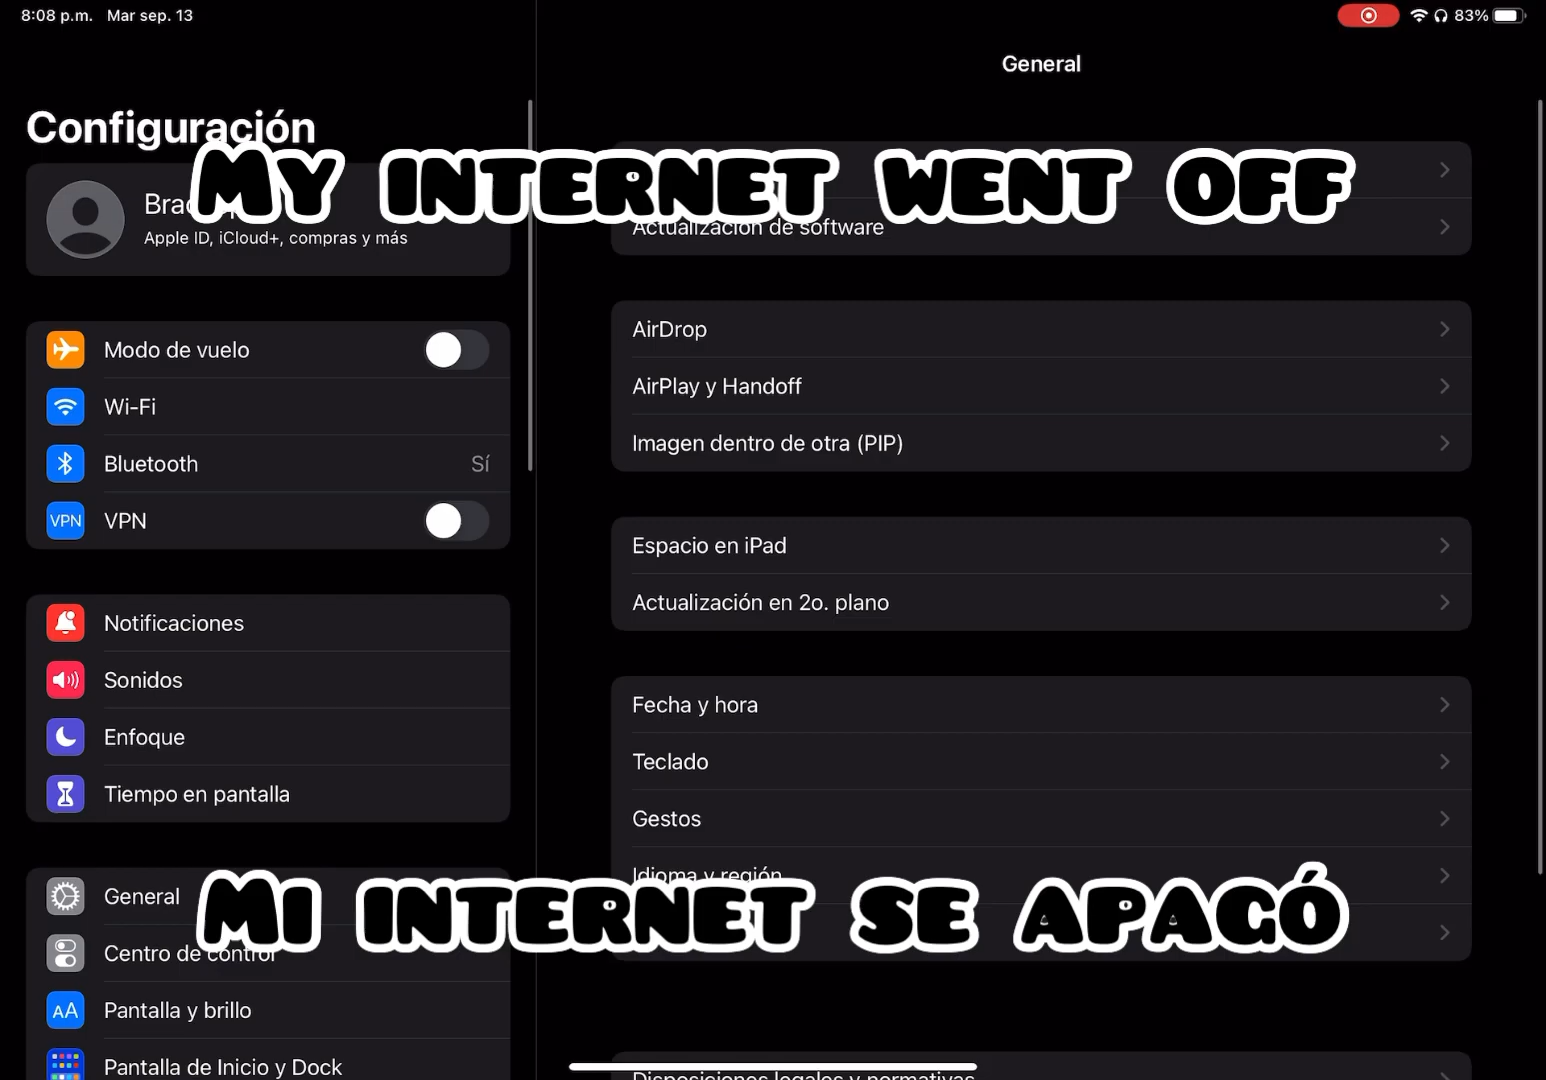 8:08 p.m. Mar sep. 13
83%
General
Configuración
MY INTERNET WENT OFF
Apple ID, iCloud+, compras y más
Actualización de software
Modo de vuelo
Wi-Fi
Bluetooth Sí
VPN VPN
AirDrop
AirPlay y Handoff
Imagen dentro de otra (PIP)
Espacio en iPad
Actualización en 2o. plano
Notificaciones
Sonidos
Enfoque
Tiempo en pantalla
Fecha y hora
Teclado
Gestos
Idioma y región
General
MI INTERNET SE APAGÓ
Centro de control
AA Pantalla y brillo
Pantalla de Inicio y Dock
Disposiciones legales y normativas